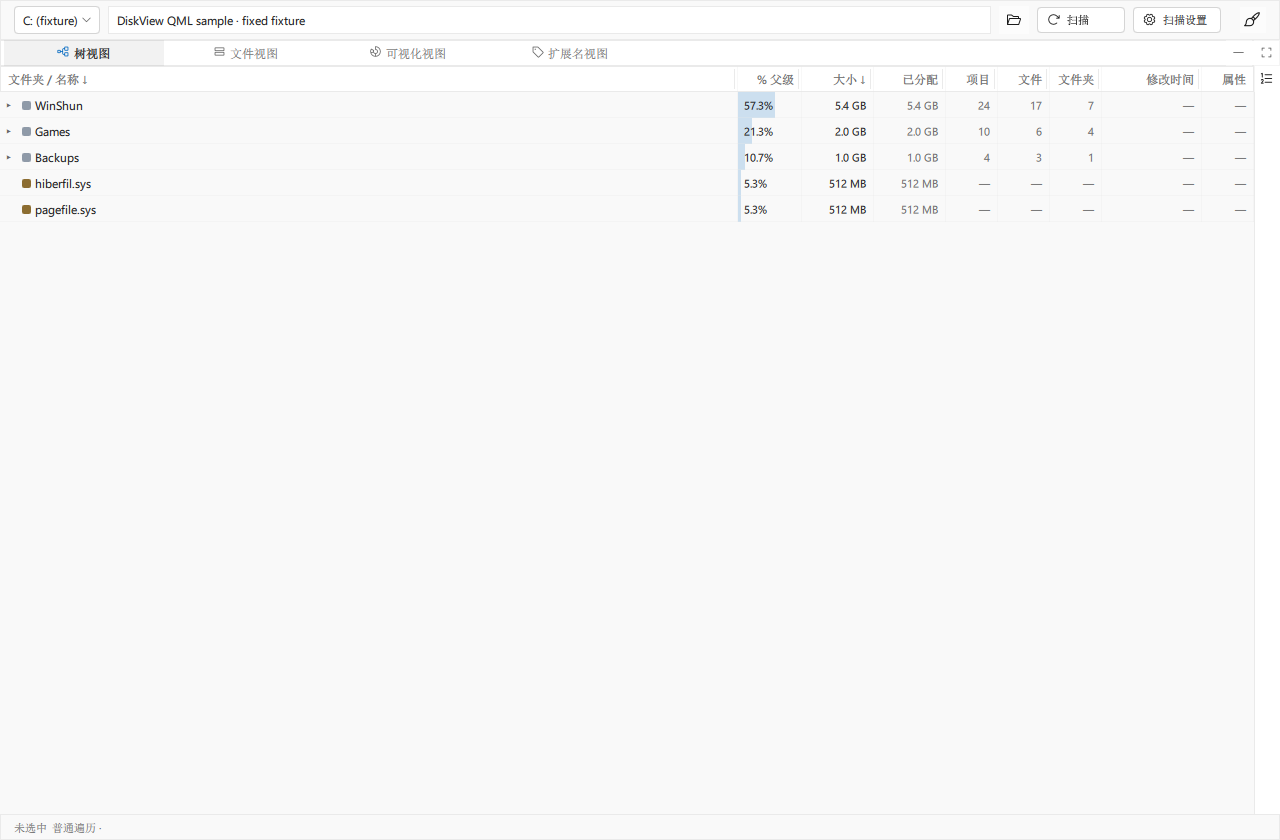 C: (fixture) DiskView QML sample · fixed fixture 扫描 扫描设置
树视图 文件视图 可视化视图 扩展名视图
文件夹 / 名称↓ % 父级 大小↓ 已分配 项目 文件 文件夹 修改时间 属性
WinShun 57.3% 5.4 GB 5.4 GB 24 17 7 — —
Games 21.3% 2.0 GB 2.0 GB 10 6 4 — —
Backups 10.7% 1.0 GB 1.0 GB 4 3 1 — —
hiberfil.sys 5.3% 512 MB 512 MB — — — — —
pagefile.sys 5.3% 512 MB 512 MB — — — — —
未选中 普通遍历 ·